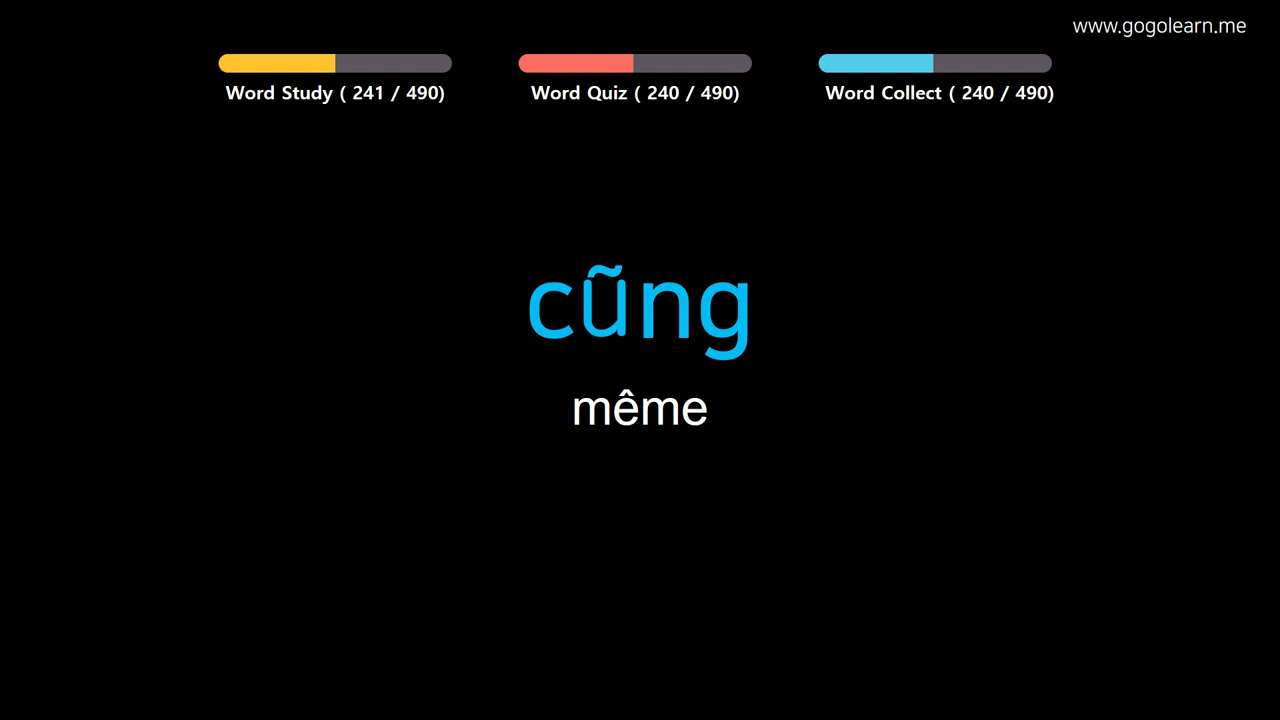 www.gogolearn.me
Word Study ( 241 / 490)
Word Quiz ( 240 / 490)
Word Collect ( 240 / 490)
cũng
même